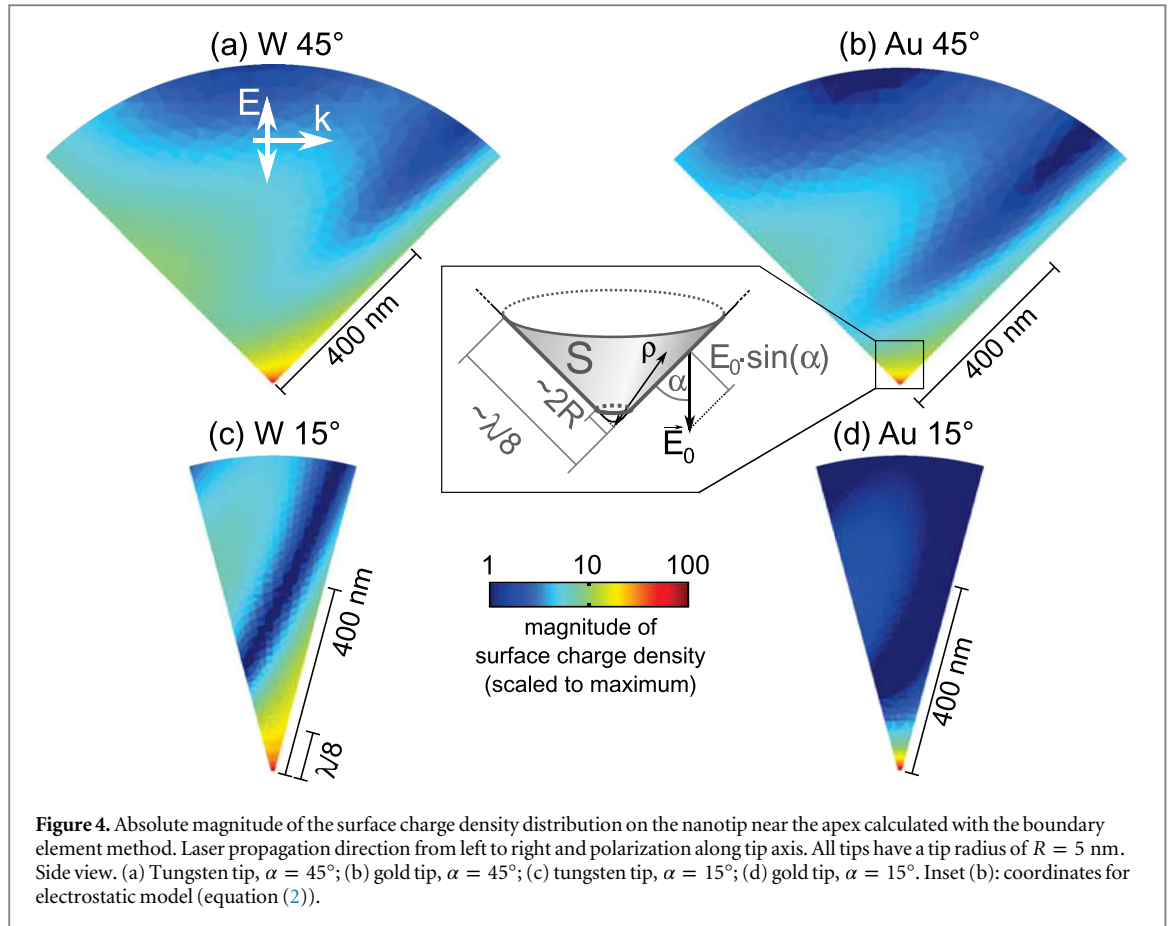 (a) W 45°
(b) Au 45°
E
k
400 nm
400 nm
S
ρ
α
E₀·sin(α)
~2R
~λ/8
E⃗₀
(c) W 15°
(d) Au 15°
400 nm
λ/8
400 nm
1 10 100
magnitude of
surface charge density
(scaled to maximum)
Figure 4. Absolute magnitude of the surface charge density distribution on the nanotip near the apex calculated with the boundary
element method. Laser propagation direction from left to right and polarization along tip axis. All tips have a tip radius of R = 5 nm.
Side view. (a) Tungsten tip, α = 45°; (b) gold tip, α = 45°; (c) tungsten tip, α = 15°; (d) gold tip, α = 15°. Inset (b): coordinates for
electrostatic model (equation (2)).